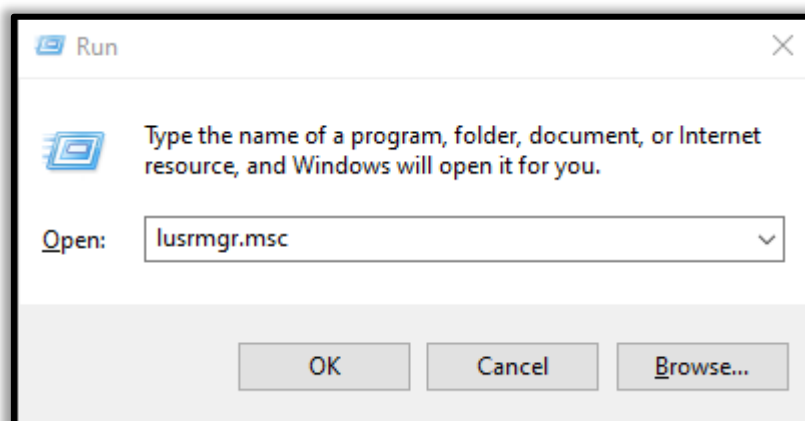 Run
Type the name of a program, folder, document, or Internet
resource, and Windows will open it for you.
Open: lusrmgr.msc
OK Cancel Browse...